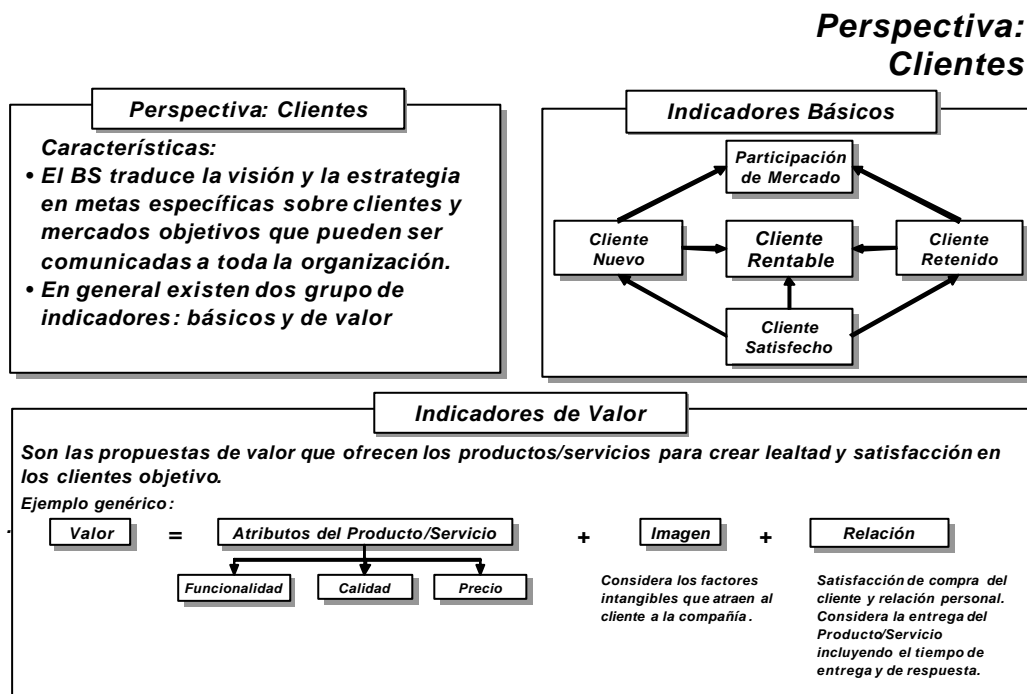 Perspectiva:
Clientes
Perspectiva: Clientes
Características:
• El BS traduce la visión y la estrategia
en metas específicas sobre clientes y
mercados objetivos que pueden ser
comunicadas a toda la organización.
• En general existen dos grupo de
indicadores: básicos y de valor
Indicadores Básicos
Participación
de Mercado
Cliente
Nuevo
Cliente
Rentable
Cliente
Retenido
Cliente
Satisfecho
Indicadores de Valor
Son las propuestas de valor que ofrecen los productos/servicios para crear lealtad y satisfacción en
los clientes objetivo.
Ejemplo genérico:
. Valor = Atributos del Producto/Servicio + Imagen + Relación
Funcionalidad Calidad Precio
Considera los factores
intangibles que atraen al
cliente a la compañía.
Satisfacción de compra del
cliente y relación personal.
Considera la entrega del
Producto/Servicio
incluyendo el tiempo de
entrega y de respuesta.